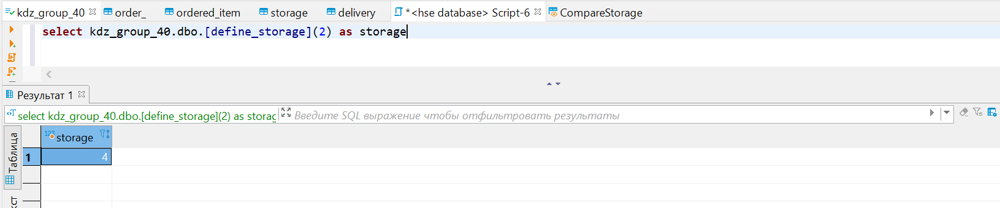 kdz_group_40 order_ ordered_item storage delivery *<hse database> Script-6 CompareStorage
select kdz_group_40.dbo.[define_storage](2) as storage
Результат 1
select kdz_group_40.dbo.[define_storage](2) as storag Введите SQL выражение чтобы отфильтровать результаты
Таблица
123 storage
1 4
кст